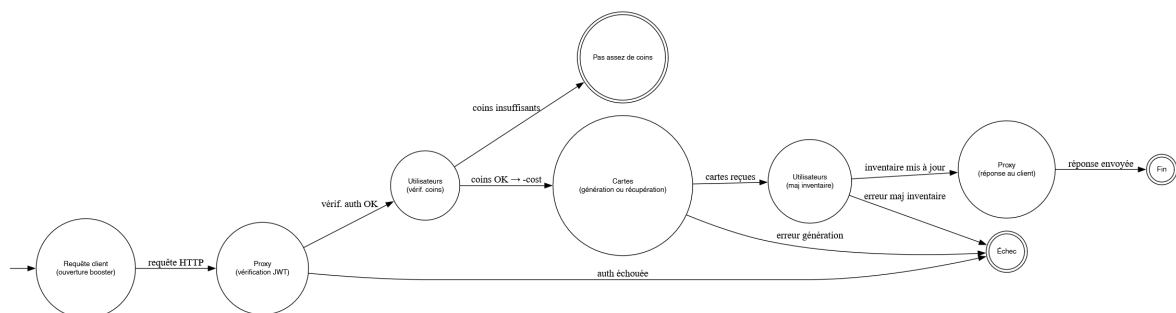 Requête client
(ouverture booster)
requête HTTP
Proxy
(vérification JWT)
vérif. auth OK
auth échouée
Utilisateurs
(vérif. coins)
coins insuffisants
Pas assez de coins
coins OK → -cost
Cartes
(génération ou récupération)
cartes reçues
erreur génération
Utilisateurs
(maj inventaire)
inventaire mis à jour
erreur maj inventaire
Proxy
(réponse au client)
réponse envoyée
Fin
Échec